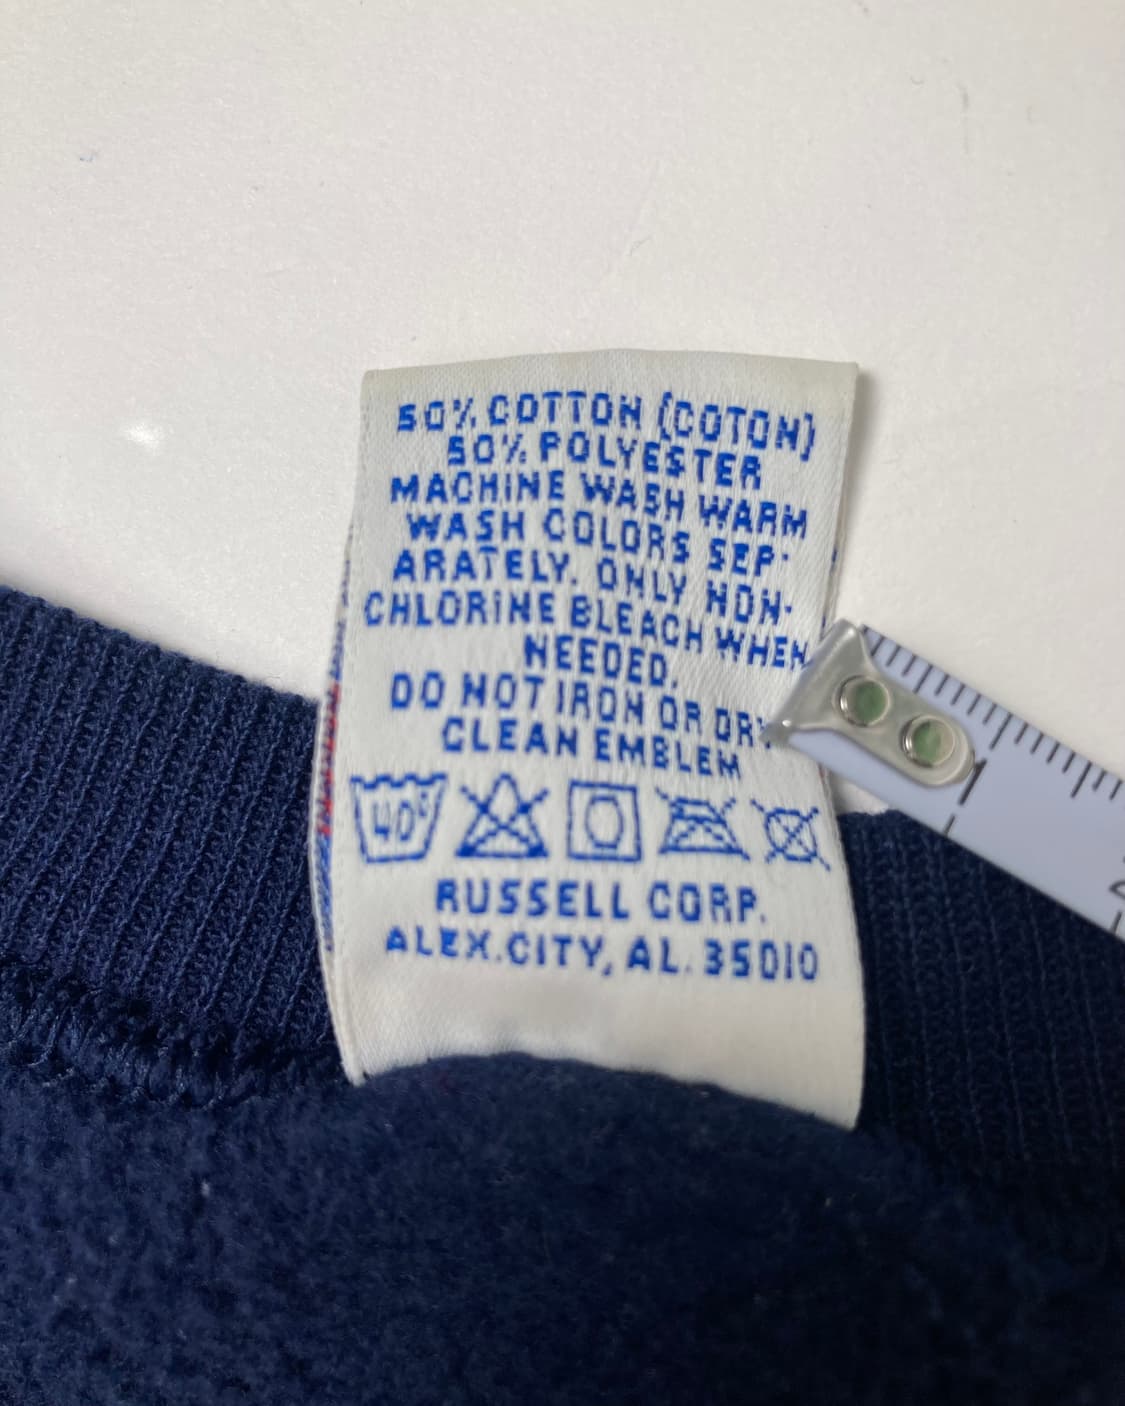 50% COTTON (COTON)
50% POLYESTER
MACHINE WASH WARM
WASH COLORS SEP-
ARATELY. ONLY NON-
CHLORINE BLEACH WHEN
NEEDED.
DO NOT IRON OR DRY
CLEAN EMBLEM
40°
RUSSELL CORP.
ALEX.CITY, AL. 35010
1